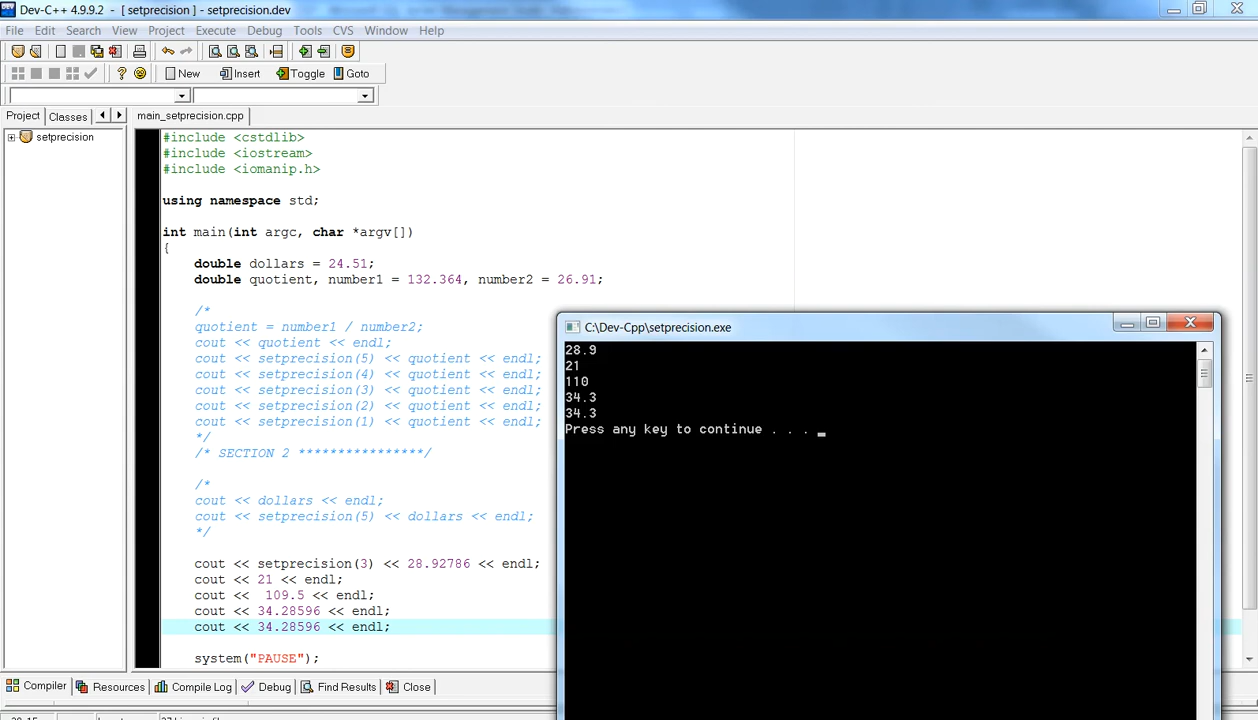 Dev-C++ 4.9.9.2 - [ setprecision ] - setprecision.dev
File Edit Search View Project Execute Debug Tools CVS Window Help
New Insert Toggle Goto
Project Classes main_setprecision.cpp
setprecision
#include <cstdlib>
#include <iostream>
#include <iomanip.h>
using namespace std;
int main(int argc, char *argv[])
{
double dollars = 24.51;
double quotient, number1 = 132.364, number2 = 26.91;
/*
quotient = number1 / number2;
cout << quotient << endl;
cout << setprecision(5) << quotient << endl;
cout << setprecision(4) << quotient << endl;
cout << setprecision(3) << quotient << endl;
cout << setprecision(2) << quotient << endl;
cout << setprecision(1) << quotient << endl;
*/
/* SECTION 2 ****************/
/*
cout << dollars << endl;
cout << setprecision(5) << dollars << endl;
*/
cout << setprecision(3) << 28.92786 << endl;
cout << 21 << endl;
cout <<  109.5 << endl;
cout << 34.28596 << endl;
cout << 34.28596 << endl;
system("PAUSE");
C:\Dev-Cpp\setprecision.exe
28.9
21
110
34.3
34.3
Press any key to continue . . .
Compiler Resources Compile Log Debug Find Results Close